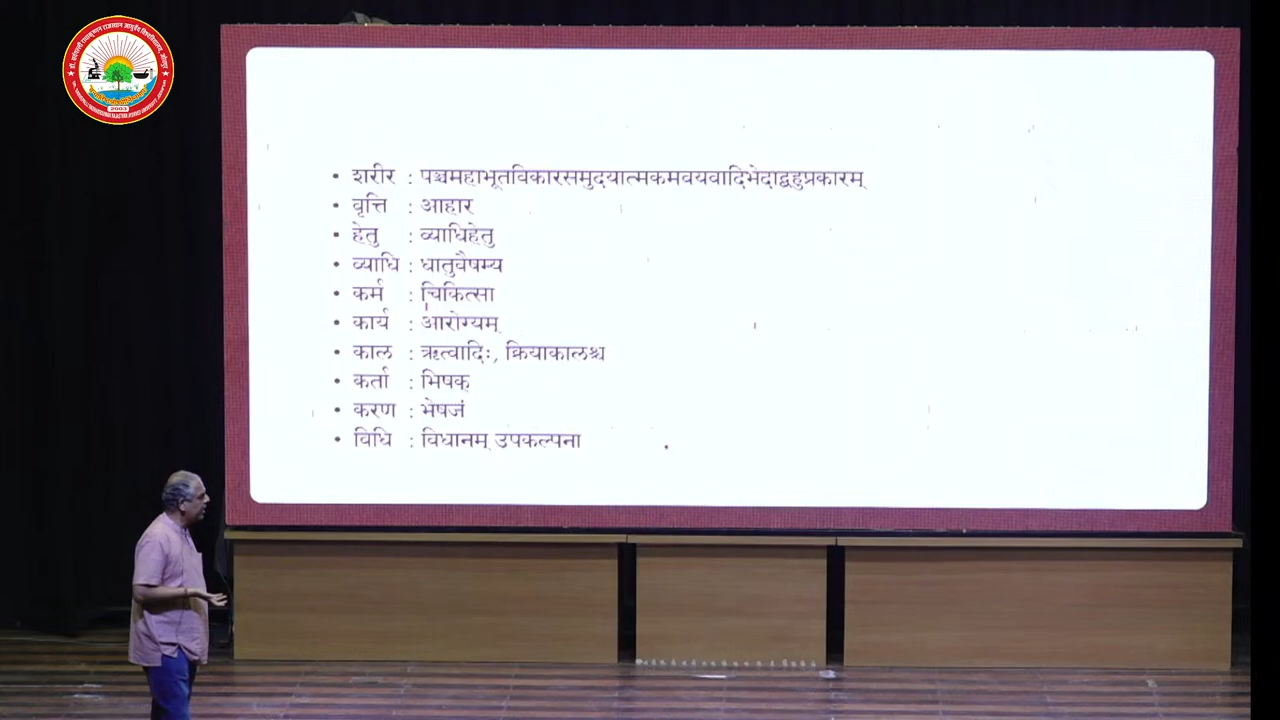 • शरीर : पञ्चमहाभूतविकारसमुदयात्मकमवयवादिभेदाद्बहुप्रकारम्
• वृत्ति : आहार
• हेतु : व्याधिहेतु
• व्याधि : धातुवैषम्य
• कर्म : चिकित्सा
• कार्य : आरोग्यम्
• काल : ऋत्वादिः, क्रियाकालश्च
• कर्ता : भिषक्
• करण : भेषजं
• विधि : विधानम् उपकल्पना
2003